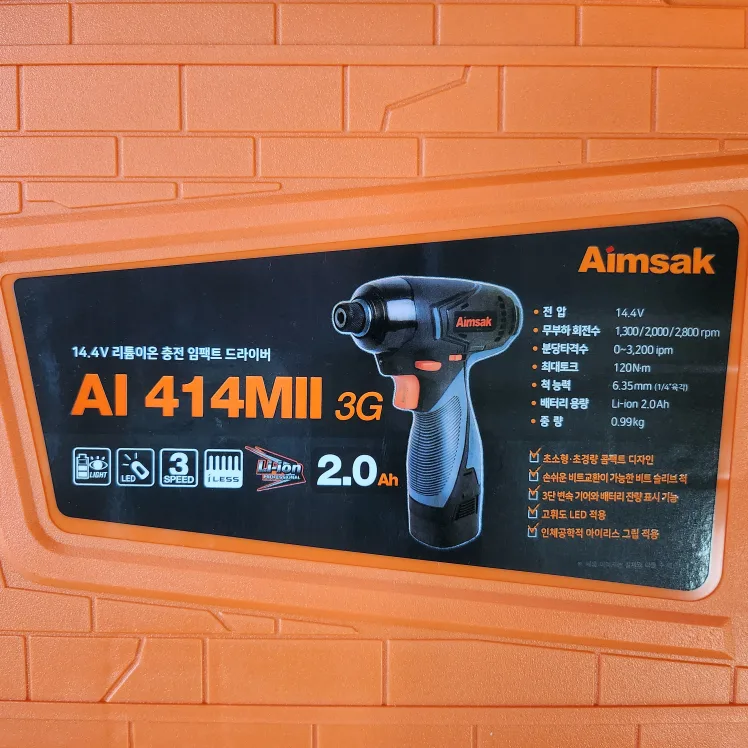 Aimsak
14.4V 리튬이온 충전 임팩트 드라이버
AI 414MII 3G
LIGHT
LED
3 SPEED
LESS
Li-ion
PROFESSIONAL
2.0 Ah
Aimsak
• 전 압 14.4V
• 무부하 회전수 1,300/2,000/2,800 rpm
• 분당타격수 0~3,200 ipm
• 최대토크 120N·m
• 척 능력 6.35mm (1/4"육각)
• 배터리 용량 Li-ion 2.0Ah
• 중 량 0.99kg
초소형·초경량 콤팩트 디자인
손쉬운 비트교환이 가능한 비트 슬리브 척
3단 변속 기어와 배터리 잔량 표시 기능
고휘도 LED 적용
인체공학적 아이리스 그립 적용